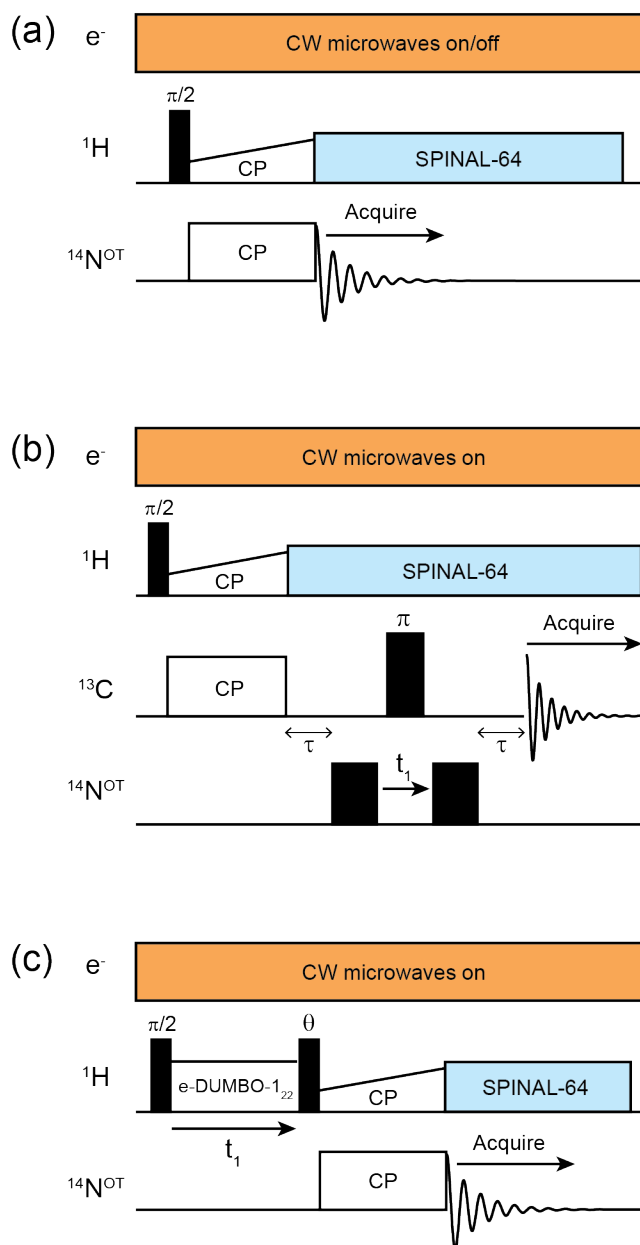 (a)
e⁻
CW microwaves on/off
π/2
¹H
CP
SPINAL-64
Acquire
¹⁴Nᴼᵀ
CP
(b)
e⁻
CW microwaves on
π/2
¹H
CP
SPINAL-64
π
Acquire
¹³C
CP
τ
τ
t₁
¹⁴Nᴼᵀ
(c)
e⁻
CW microwaves on
π/2
θ
¹H
e-DUMBO-1₂₂
CP
SPINAL-64
t₁
Acquire
¹⁴Nᴼᵀ
CP